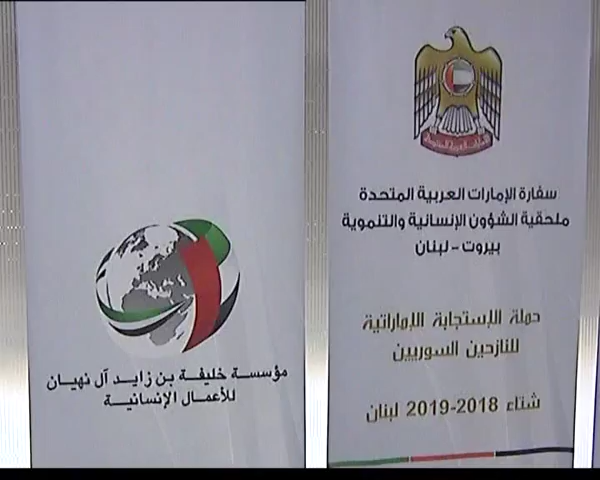 سفارة الإمارات العربية المتحدة
ملحقية الشؤون الإنسانية والتنموية
بيروت - لبنان
حملة الإستجابة الإماراتية
للنازحين السوريين
شتاء 2018-2019 لبنان
مؤسسة خليفة بن زايد آل نهيان
للأعمال الإنسانية